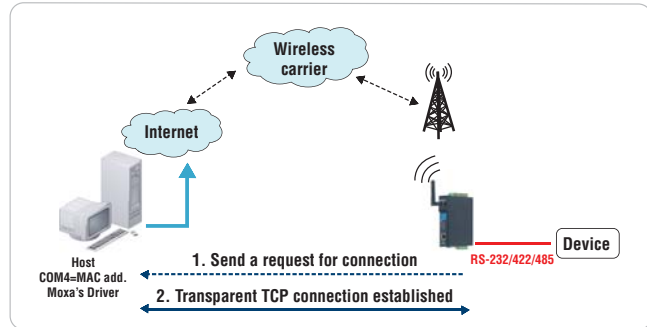 Wireless
carrier
Internet
Host
COM4=MAC add.
Moxa's Driver
RS-232/422/485
Device
1. Send a request for connection
2. Transparent TCP connection established